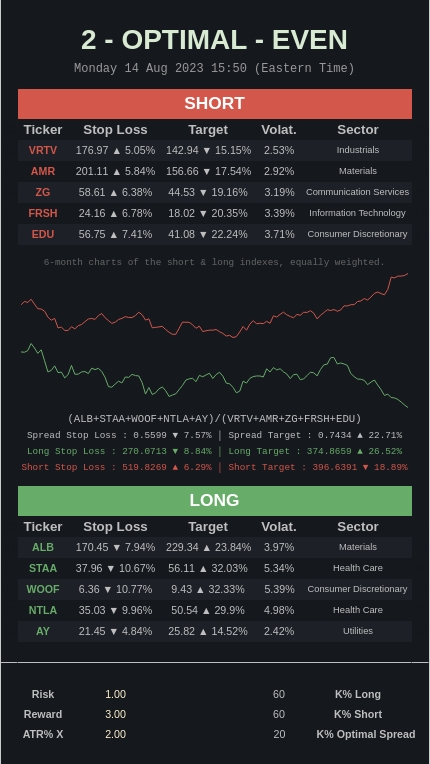 2 - OPTIMAL - EVEN
Monday 14 Aug 2023 15:50 (Eastern Time)
SHORT
Ticker Stop Loss Target Volat. Sector
VRTV 176.97 ▲ 5.05% 142.94 ▼ 15.15% 2.53% Industrials
AMR 201.11 ▲ 5.84% 156.66 ▼ 17.54% 2.92% Materials
ZG 58.61 ▲ 6.38% 44.53 ▼ 19.16% 3.19% Communication Services
FRSH 24.16 ▲ 6.78% 18.02 ▼ 20.35% 3.39% Information Technology
EDU 56.75 ▲ 7.41% 41.08 ▼ 22.24% 3.71% Consumer Discretionary
6-month charts of the short & long indexes, equally weighted.
(ALB+STAA+WOOF+NTLA+AY)/(VRTV+AMR+ZG+FRSH+EDU)
Spread Stop Loss : 0.5599 ▼ 7.57% | Spread Target : 0.7434 ▲ 22.71%
Long Stop Loss : 270.0713 ▼ 8.84% | Long Target : 374.8659 ▲ 26.52%
Short Stop Loss : 519.8269 ▲ 6.29% | Short Target : 396.6391 ▼ 18.89%
LONG
Ticker Stop Loss Target Volat. Sector
ALB 170.45 ▼ 7.94% 229.34 ▲ 23.84% 3.97% Materials
STAA 37.96 ▼ 10.67% 56.11 ▲ 32.03% 5.34% Health Care
WOOF 6.36 ▼ 10.77% 9.43 ▲ 32.33% 5.39% Consumer Discretionary
NTLA 35.03 ▼ 9.96% 50.54 ▲ 29.9% 4.98% Health Care
AY 21.45 ▼ 4.84% 25.82 ▲ 14.52% 2.42% Utilities
Risk 1.00 60 K% Long
Reward 3.00 60 K% Short
ATR% X 2.00 20 K% Optimal Spread